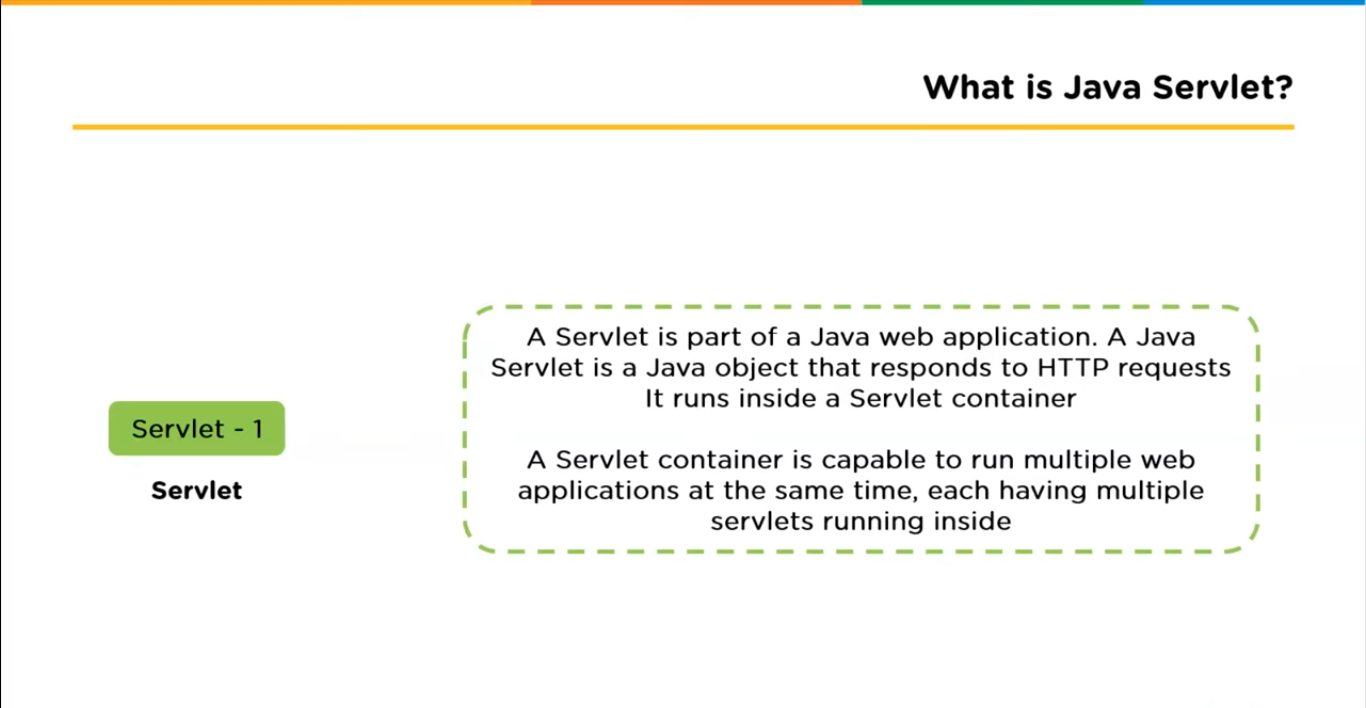 What is Java Servlet?
A Servlet is part of a Java web application. A Java
Servlet is a Java object that responds to HTTP requests
It runs inside a Servlet container
A Servlet container is capable to run multiple web
applications at the same time, each having multiple
servlets running inside
Servlet - 1
Servlet